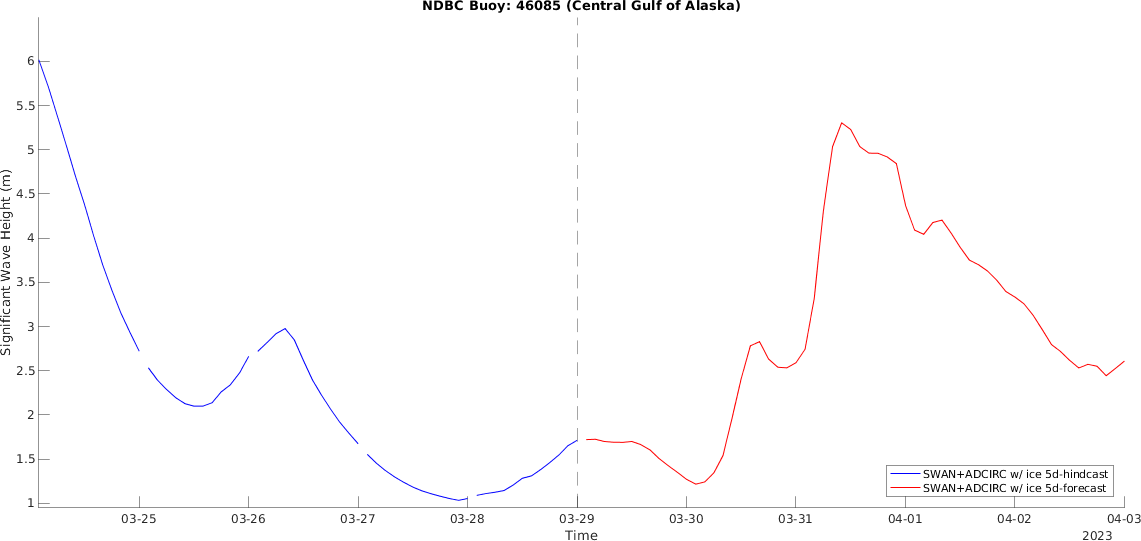 NDBC Buoy: 46085 (Central Gulf of Alaska)
Significant Wave Height (m)
6
5.5
5
4.5
4
3.5
3
2.5
2
1.5
1
SWAN+ADCIRC w/ ice 5d-hindcast
SWAN+ADCIRC w/ ice 5d-forecast
03-25 03-26 03-27 03-28 03-29 03-30 03-31 04-01 04-02 04-03
Time
2023